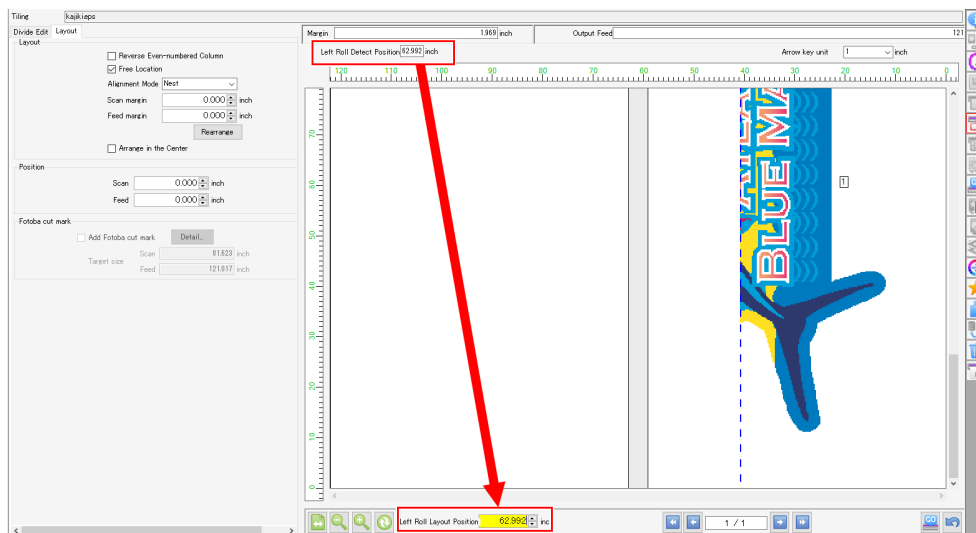 Tiling kajikieps
Divide Edit Layout
Layout
Reverse Even-numbered Column
Free Location
Alignment Mode Nest
Scan margin 0.000 inch
Feed margin 0.000 inch
Rearrange
Arrange in the Center
Position
Scan 0.000 inch
Feed 0.000 inch
Fotoba cut mark
Add Fotoba cut mark Detail..
Target size
Scan 81.623 inch
Feed 121.817 inch
Margin 1.969 inch Output Feed 121
Left Roll Detect Position 62.992 inch Arrow key unit 1 inch
120 110 100 90 80 70 60 50 40 30 20 10 0
70
60
50
40
30
20
10
0
BLUE MA
1
Left Roll Layout Position 62.992 inc
1 / 1
GO